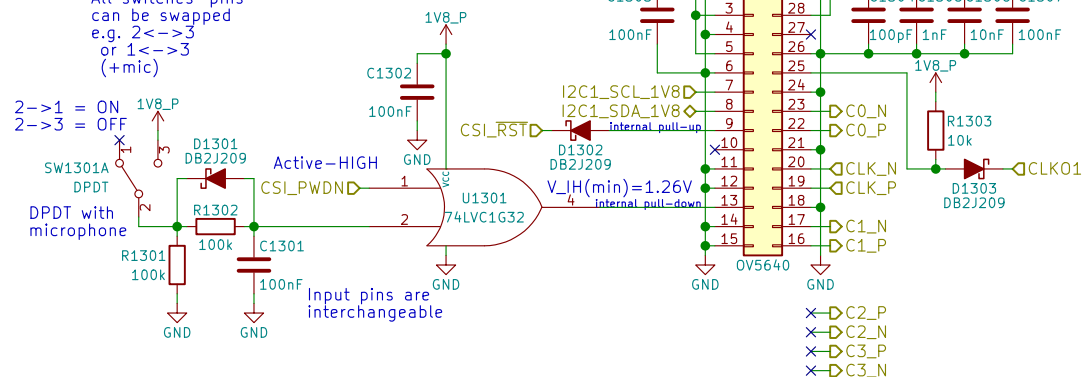 can be swapped
e.g. 2<->3
or 1<->3
(+mic)
2->1 = ON
2->3 = OFF
1V8_P
1
3
SW1301A
DPDT
2
DPDT with
microphone
D1301
DB2J209
R1302
100k
R1301
100k
GND
C1301
100nF
GND
Active-HIGH
CSI_PWDN
1
2
Input pins are
interchangeable
1V8_P
C1302
100nF
GND
VCC
U1301
74LVC1G32
4
GND
V_IH(min)=1.26V
internal pull-down
100nF
I2C1_SCL_1V8
I2C1_SDA_1V8
CSI_RST
internal pull-up
D1302
DB2J209
3
4
5
6
7
8
9
10
11
12
13
14
15
28
27
26
25
24
23
22
21
20
19
18
17
16
OV5640
GND
GND
100pF
1nF
10nF
100nF
1V8_P
R1303
10k
D1303
DB2J209
CLKO1
C0_N
C0_P
CLK_N
CLK_P
C1_N
C1_P
C2_P
C2_N
C3_P
C3_N